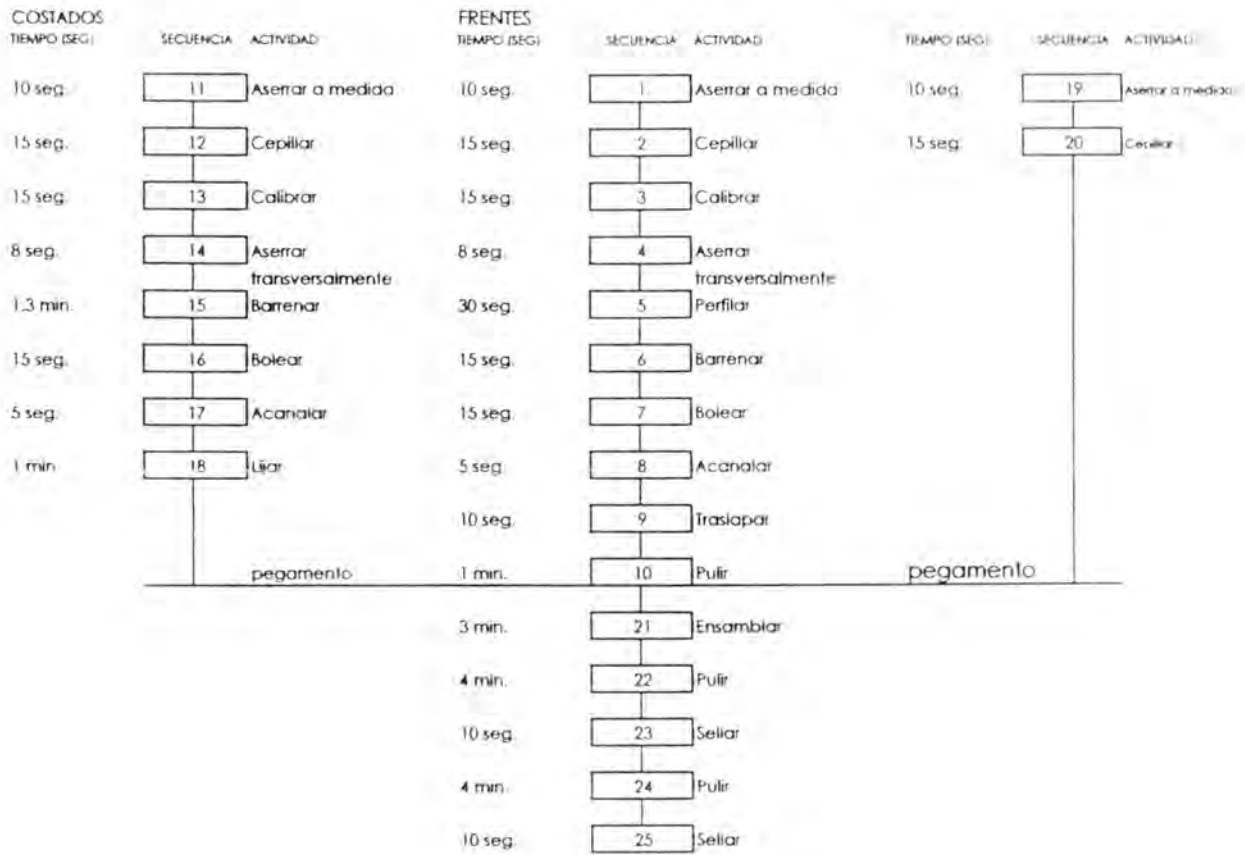 COSTADOS
TIEMPO (SEG) SECUENCIA ACTIVIDAD
10 seg. 11 Aserrar a medida
15 seg. 12 Cepillar
15 seg. 13 Calibrar
8 seg. 14 Aserrar
transversalmente
1.3 min. 15 Barrenar
15 seg. 16 Bolear
5 seg. 17 Acanalar
1 min 18 Lijar
pegamento
FRENTES
TIEMPO (SEG) SECUENCIA ACTIVIDAD
10 seg. 1 Aserrar a medida
15 seg. 2 Cepillar
15 seg. 3 Calibrar
8 seg. 4 Aserrar
transversalmente
30 seg. 5 Perfilar
15 seg. 6 Barrenar
15 seg. 7 Bolear
5 seg. 8 Acanalar
10 seg. 9 Traslapar
1 min. 10 Pulir
3 min. 21 Ensamblar
4 min. 22 Pulir
10 seg. 23 Sellar
4 min. 24 Pulir
10 seg. 25 Sellar
TIEMPO (SEG) SECUENCIA ACTIVIDAD
10 seg. 19 Aserrar a medida
15 seg. 20 Cepillar
pegamento